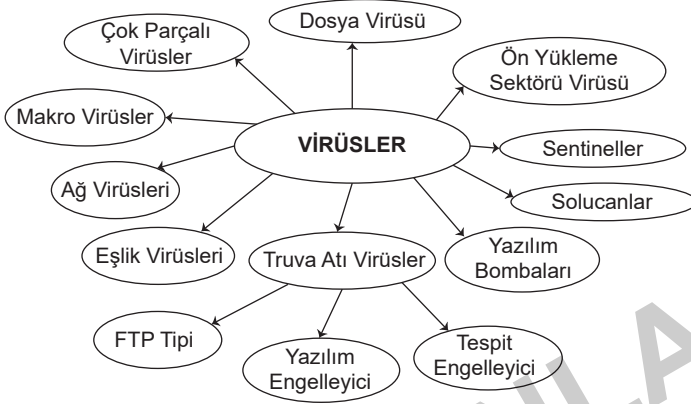 Dosya Virüsü
Çok Parçalı
Virüsler
Ön Yükleme
Sektörü Virüsü
Makro Virüsler
VİRÜSLER
Sentineller
Ağ Virüsleri
Solucanlar
Eşlik Virüsleri
Truva Atı Virüsler
Yazılım
Bombaları
FTP Tipi
Yazılım
Engelleyici
Tespit
Engelleyici